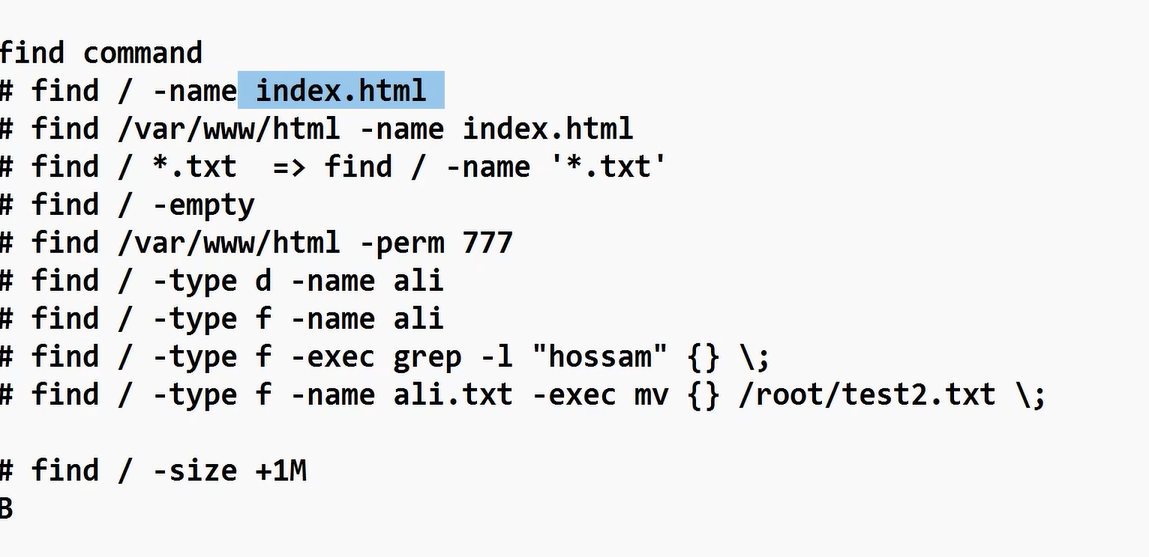 find command
# find / -name index.html
# find /var/www/html -name index.html
# find / *.txt  => find / -name '*.txt'
# find / -empty
# find /var/www/html -perm 777
# find / -type d -name ali
# find / -type f -name ali
# find / -type f -exec grep -l "hossam" {} \;
# find / -type f -name ali.txt -exec mv {} /root/test2.txt \;
# find / -size +1M
B